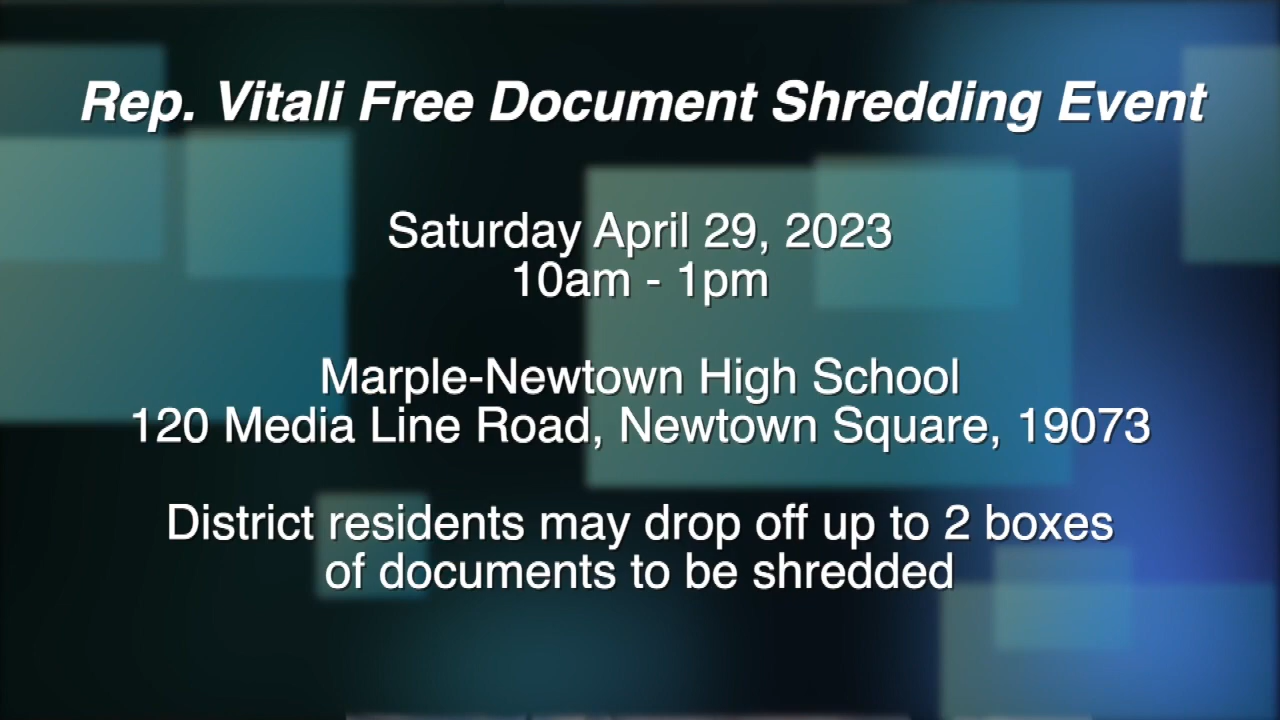 Rep. Vitali Free Document Shredding Event
Saturday April 29, 2023
10am - 1pm
Marple-Newtown High School
120 Media Line Road, Newtown Square, 19073
District residents may drop off up to 2 boxes
of documents to be shredded